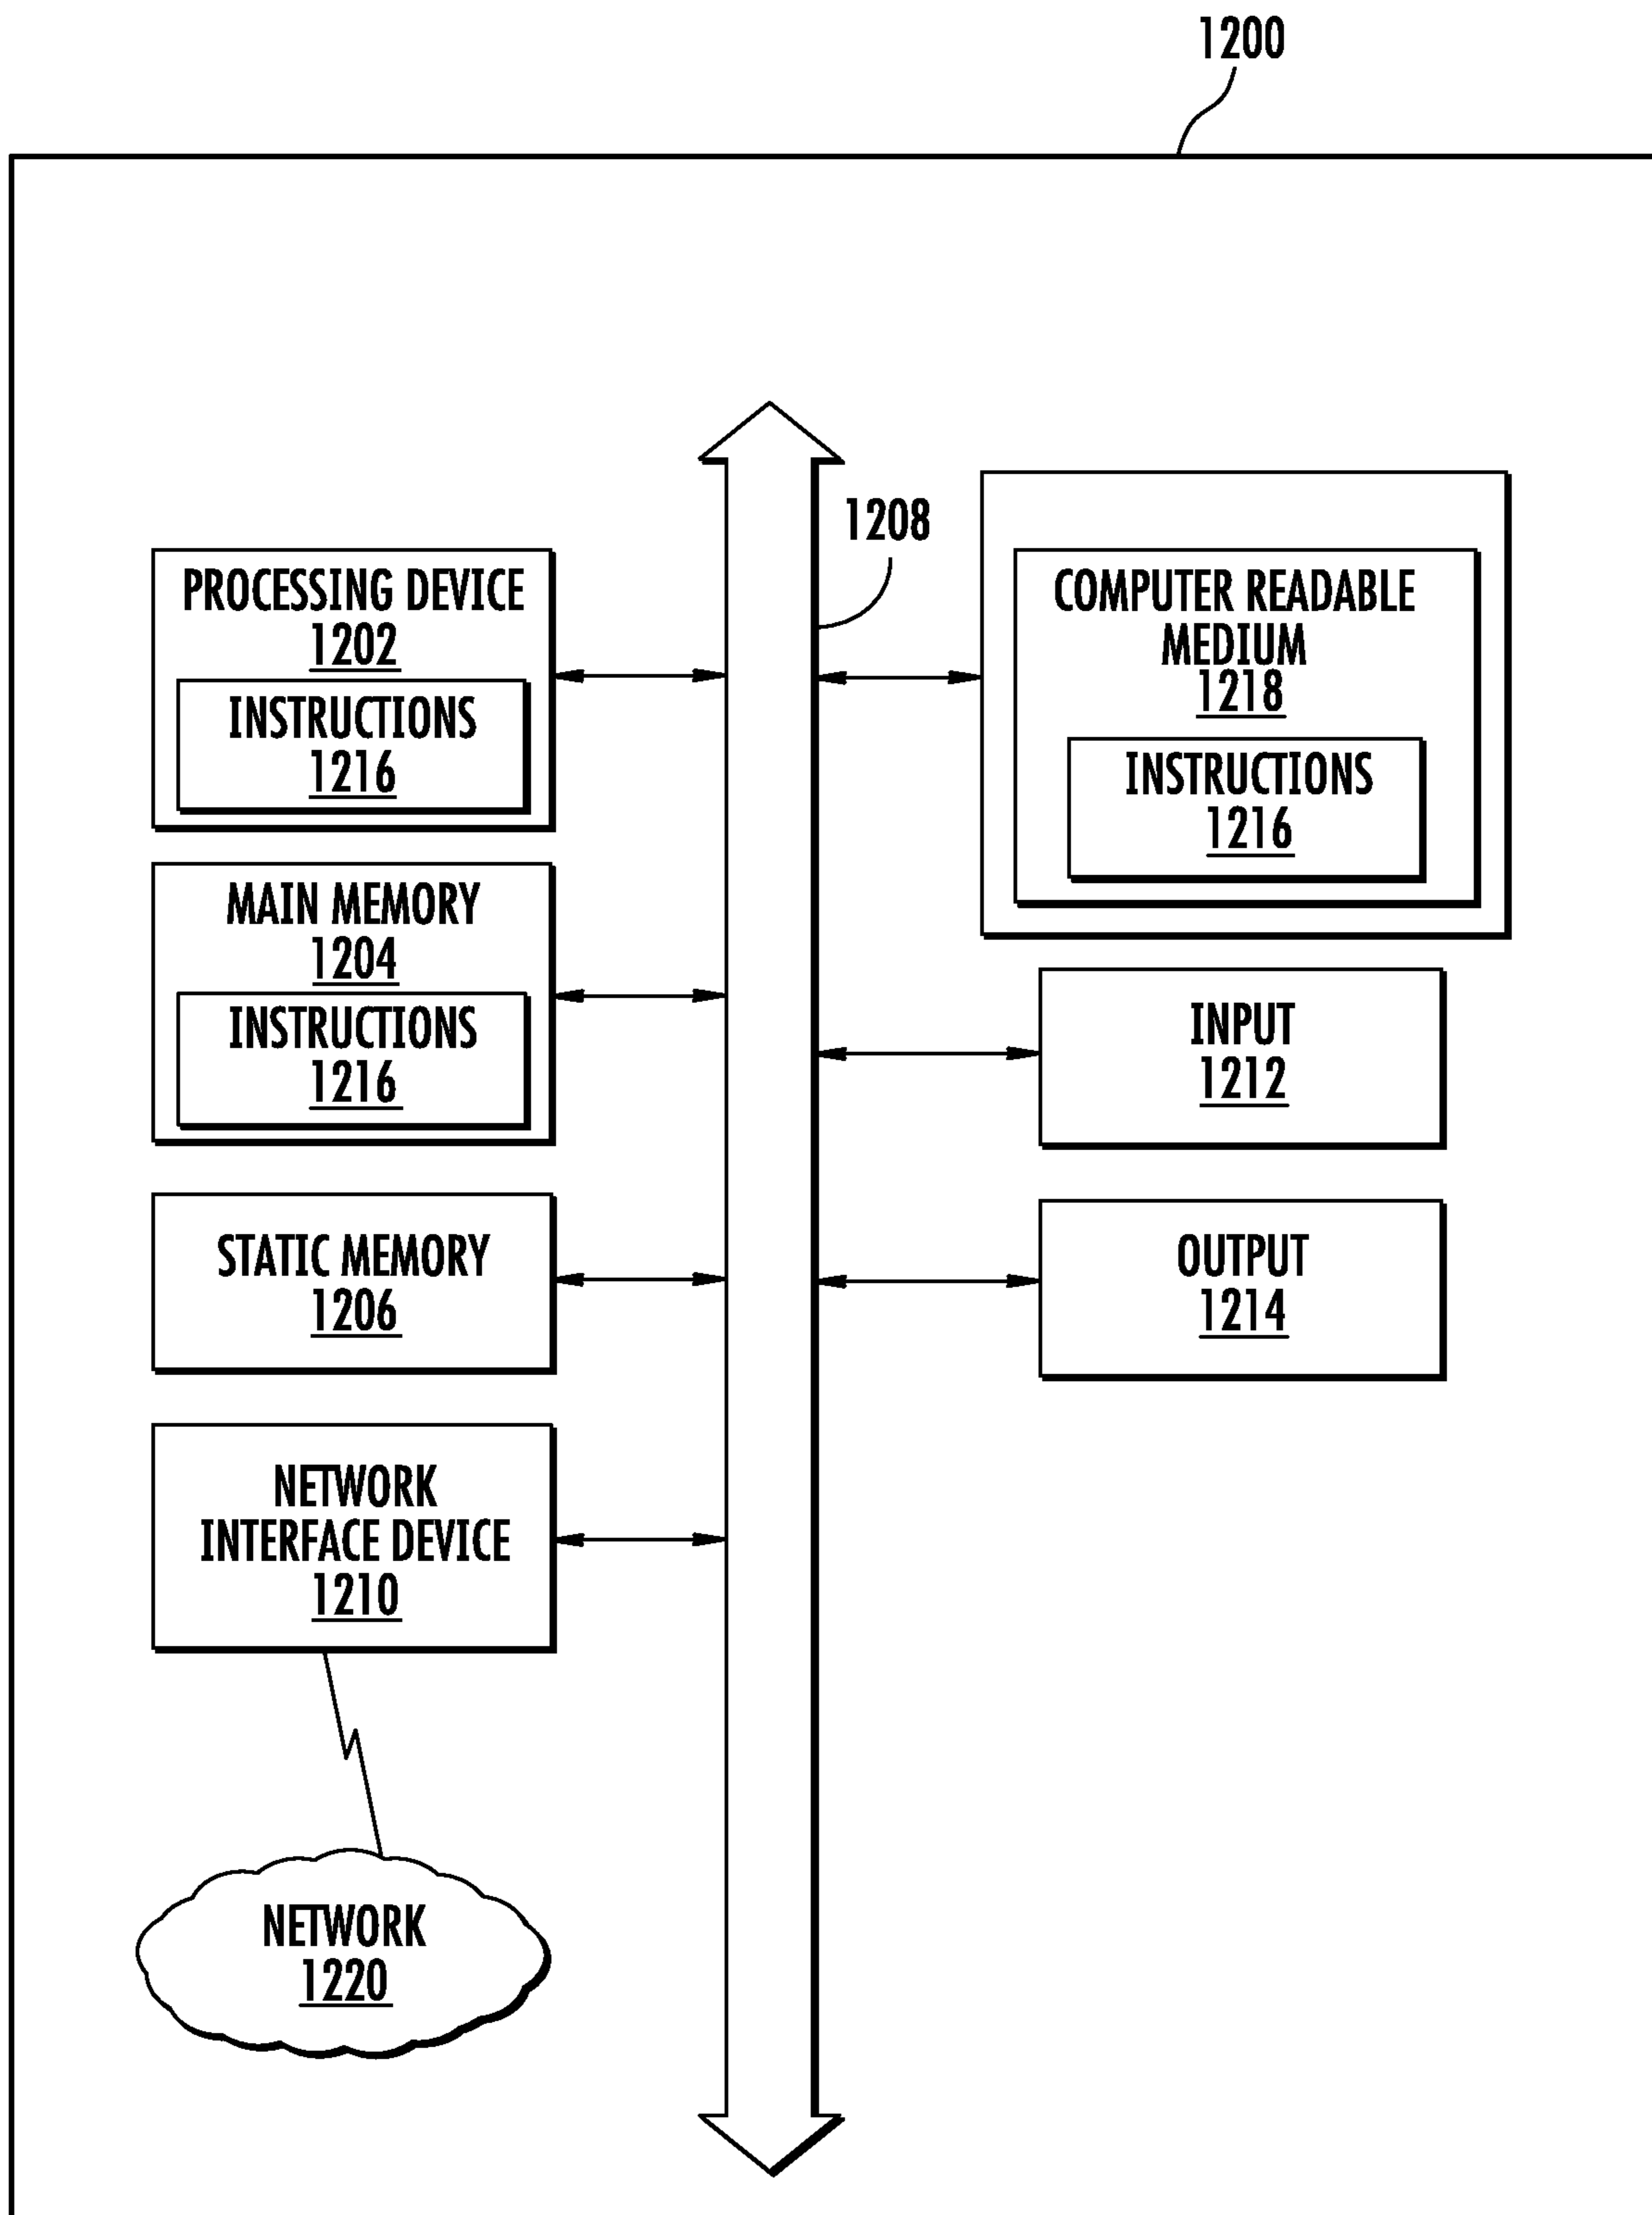 1200
1208
PROCESSING DEVICE
1202
INSTRUCTIONS
1216
MAIN MEMORY
1204
INSTRUCTIONS
1216
STATIC MEMORY
1206
NETWORK
INTERFACE DEVICE
1210
NETWORK
1220
COMPUTER READABLE
MEDIUM
1218
INSTRUCTIONS
1216
INPUT
1212
OUTPUT
1214